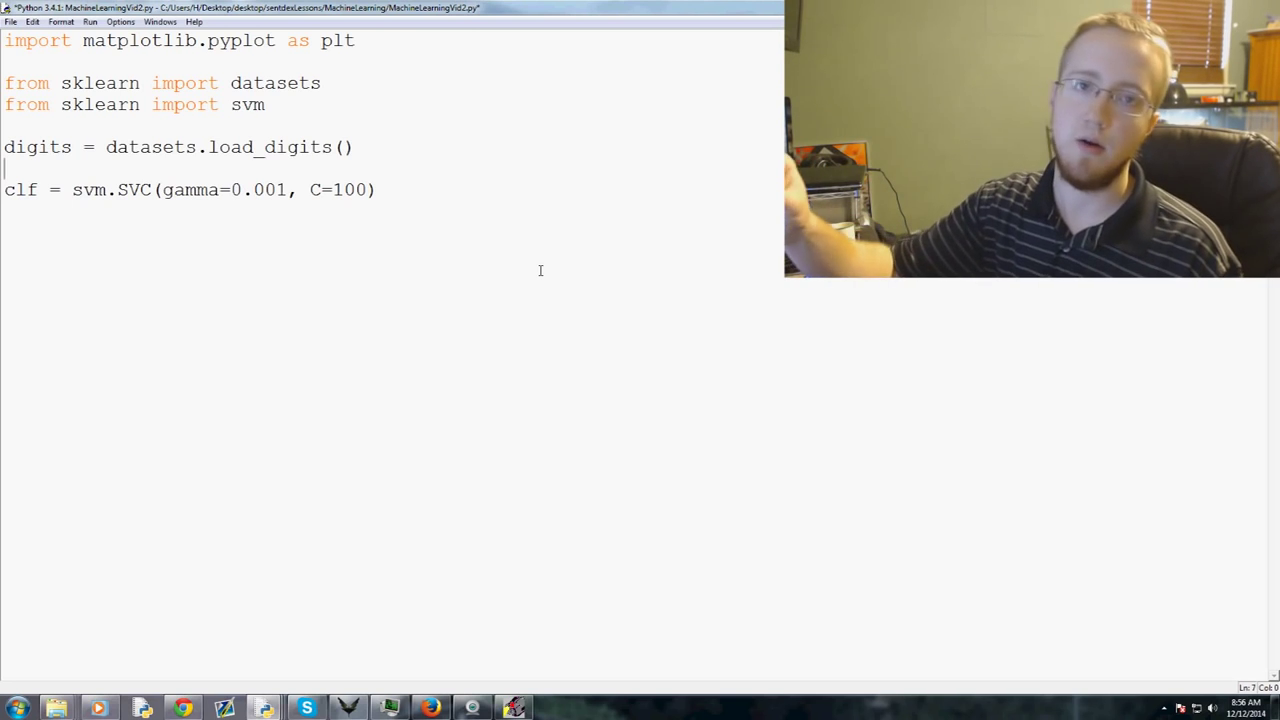 *Python 3.4.1: MachineLearningVid2.py - C:/Users/H/Desktop/desktop/sentdexLessons/MachineLearning/MachineLearningVid2.py*
File Edit Format Run Options Windows Help
import matplotlib.pyplot as plt
from sklearn import datasets
from sklearn import svm
digits = datasets.load_digits()
clf = svm.SVC(gamma=0.001, C=100)
Ln: 7 Col: 0
8:56 AM
12/12/2014